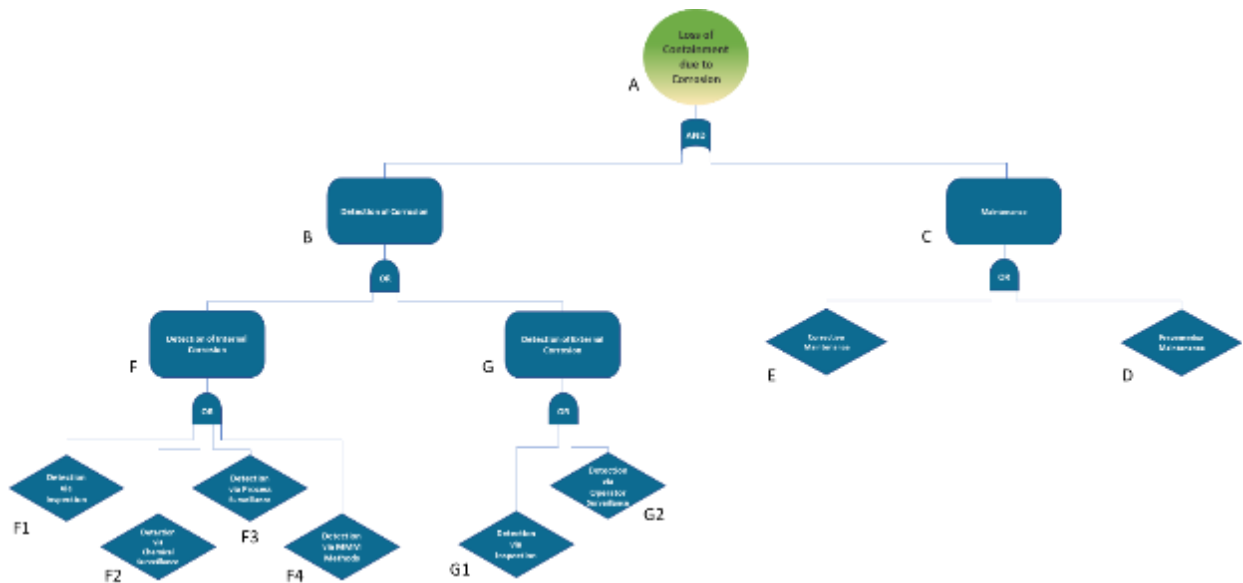 Loss of
Containment
due to
Corrosion
A
AND
Detection of Corrosion
B
Maintenance
C
OR
OR
Detection of Internal
Corrosion
F
Detection of External
Corrosion
G
Corrective
Maintenance
E
Preventative
Maintenance
D
OR
OR
Detection
via
Inspection
F1
Detection
via
Chemical
Surveillance
F2
Detection
via Process
Surveillance
F3
Detection
via
Methods
F4
Detection
via
Inspection
G1
Detection
via
Operator
Surveillance
G2